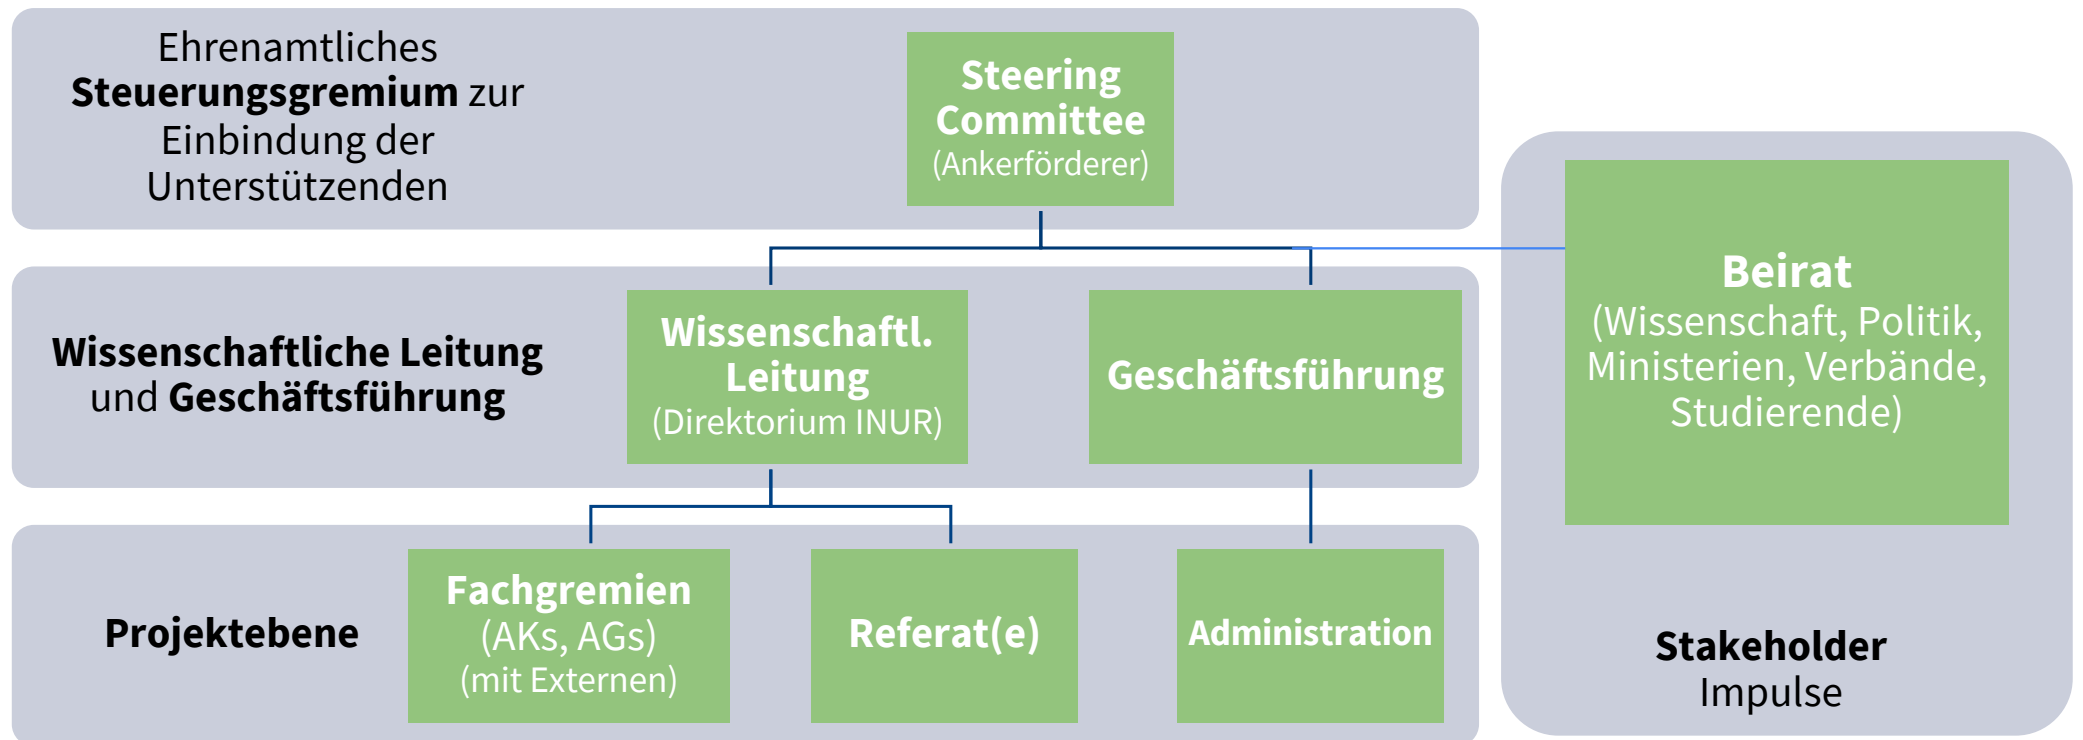 Ehrenamtliches
Steuerungsgremium zur
Einbindung der
Unterstützenden
Steering
Committee
(Ankerförderer)
Wissenschaftliche Leitung
und Geschäftsführung
Wissenschaftl.
Leitung
(Direktorium INUR)
Geschäftsführung
Projektebene
Fachgremien
(AKs, AGs)
(mit Externen)
Referat(e)
Administration
Beirat
(Wissenschaft, Politik,
Ministerien, Verbände,
Studierende)
Stakeholder
Impulse